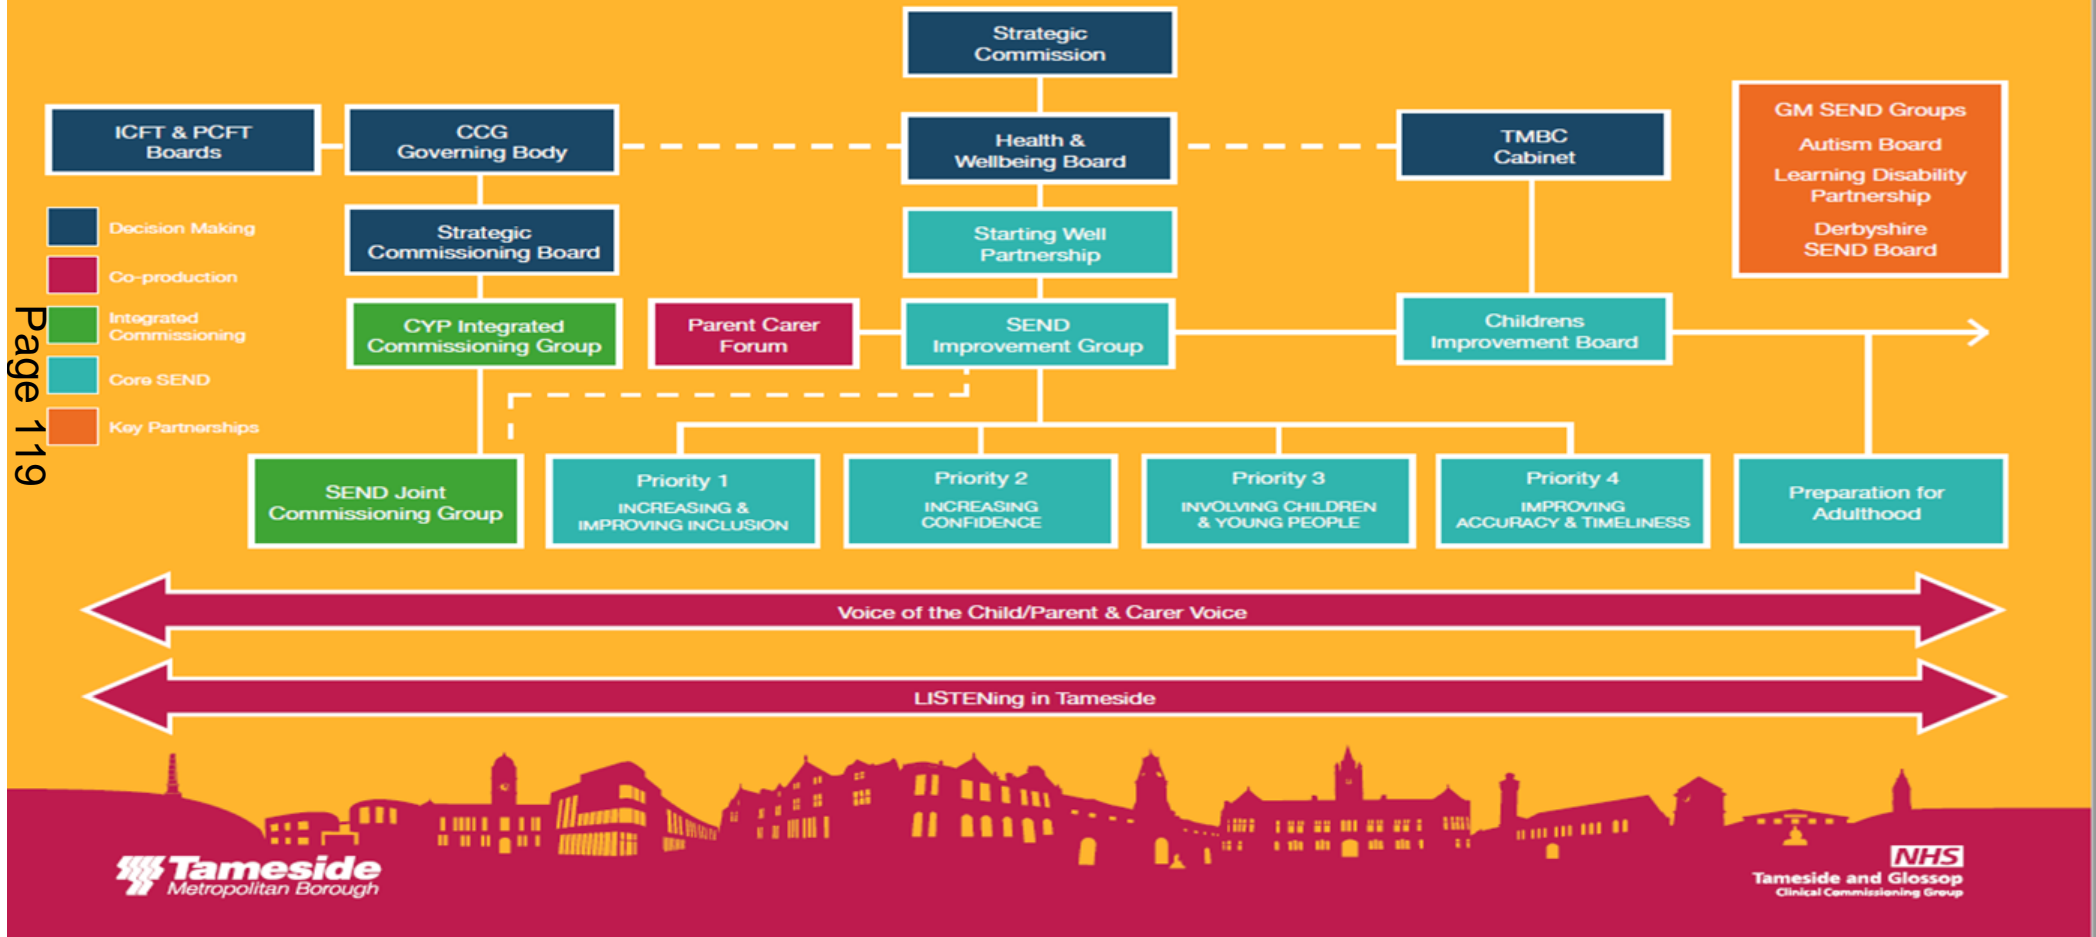 Strategic
Commission
ICFT & PCFT
Boards
CCG
Governing Body
Health &
Wellbeing Board
TMBC
Cabinet
GM SEND Groups
Autism Board
Learning Disability
Partnership
Derbyshire
SEND Board
Decision Making
Co-production
Integrated
Commissioning
Core SEND
Key Partnerships
Page 119
Strategic
Commissioning Board
Starting Well
Partnership
CYP Integrated
Commissioning Group
Parent Carer
Forum
SEND
Improvement Group
Childrens
Improvement Board
SEND Joint
Commissioning Group
Priority 1
INCREASING &
IMPROVING INCLUSION
Priority 2
INCREASING
CONFIDENCE
Priority 3
INVOLVING CHILDREN
& YOUNG PEOPLE
Priority 4
IMPROVING
ACCURACY & TIMELINESS
Preparation for
Adulthood
Voice of the Child/Parent & Carer Voice
LISTENing in Tameside
Tameside
Metropolitan Borough
NHS
Tameside and Glossop
Clinical Commissioning Group